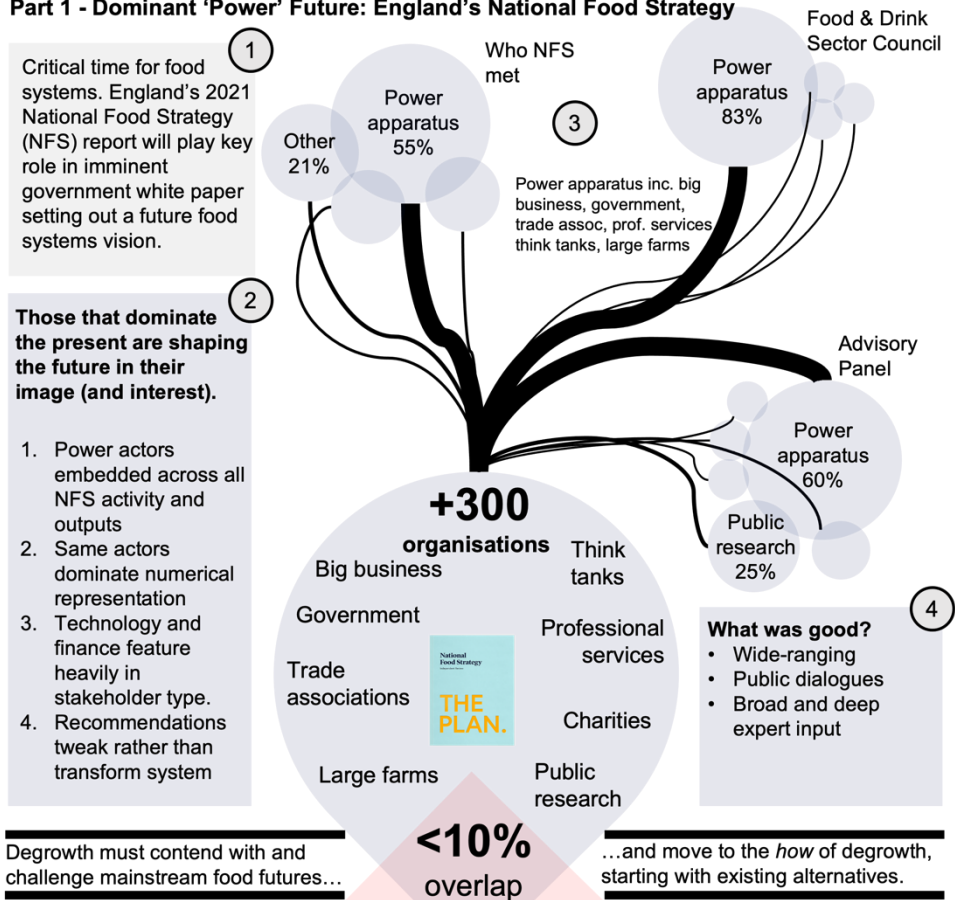 Part 1 - Dominant 'Power' Future: England's National Food Strategy
1
Critical time for food
systems. England's 2021
National Food Strategy
(NFS) report will play key
role in imminent
government white paper
setting out a future food
systems vision.
2
Those that dominate
the present are shaping
the future in their
image (and interest).
1. Power actors
embedded across all
NFS activity and
outputs
2. Same actors
dominate numerical
representation
3. Technology and
finance feature
heavily in
stakeholder type.
4. Recommendations
tweak rather than
transform system
Who NFS
met
Power
apparatus
55%
Other
21%
3
Power apparatus inc. big
business, government,
trade assoc, prof. services
think tanks, large farms
Food & Drink
Sector Council
Power
apparatus
83%
Advisory
Panel
Power
apparatus
60%
Public
research
25%
+300
organisations
Big business
Think
tanks
Government
Professional
services
Trade
associations
National
Food Strategy
THE
PLAN.
Charities
Large farms
Public
research
<10%
overlap
4
What was good?
• Wide-ranging
• Public dialogues
• Broad and deep
expert input
Degrowth must contend with and
challenge mainstream food futures…
…and move to the how of degrowth,
starting with existing alternatives.